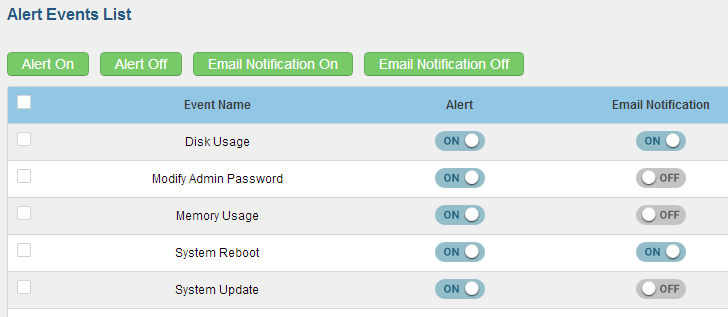 Alert Events List
Alert On Alert Off Email Notification On Email Notification Off
Event Name Alert Email Notification
Disk Usage ON ON
Modify Admin Password ON OFF
Memory Usage ON OFF
System Reboot ON ON
System Update ON OFF